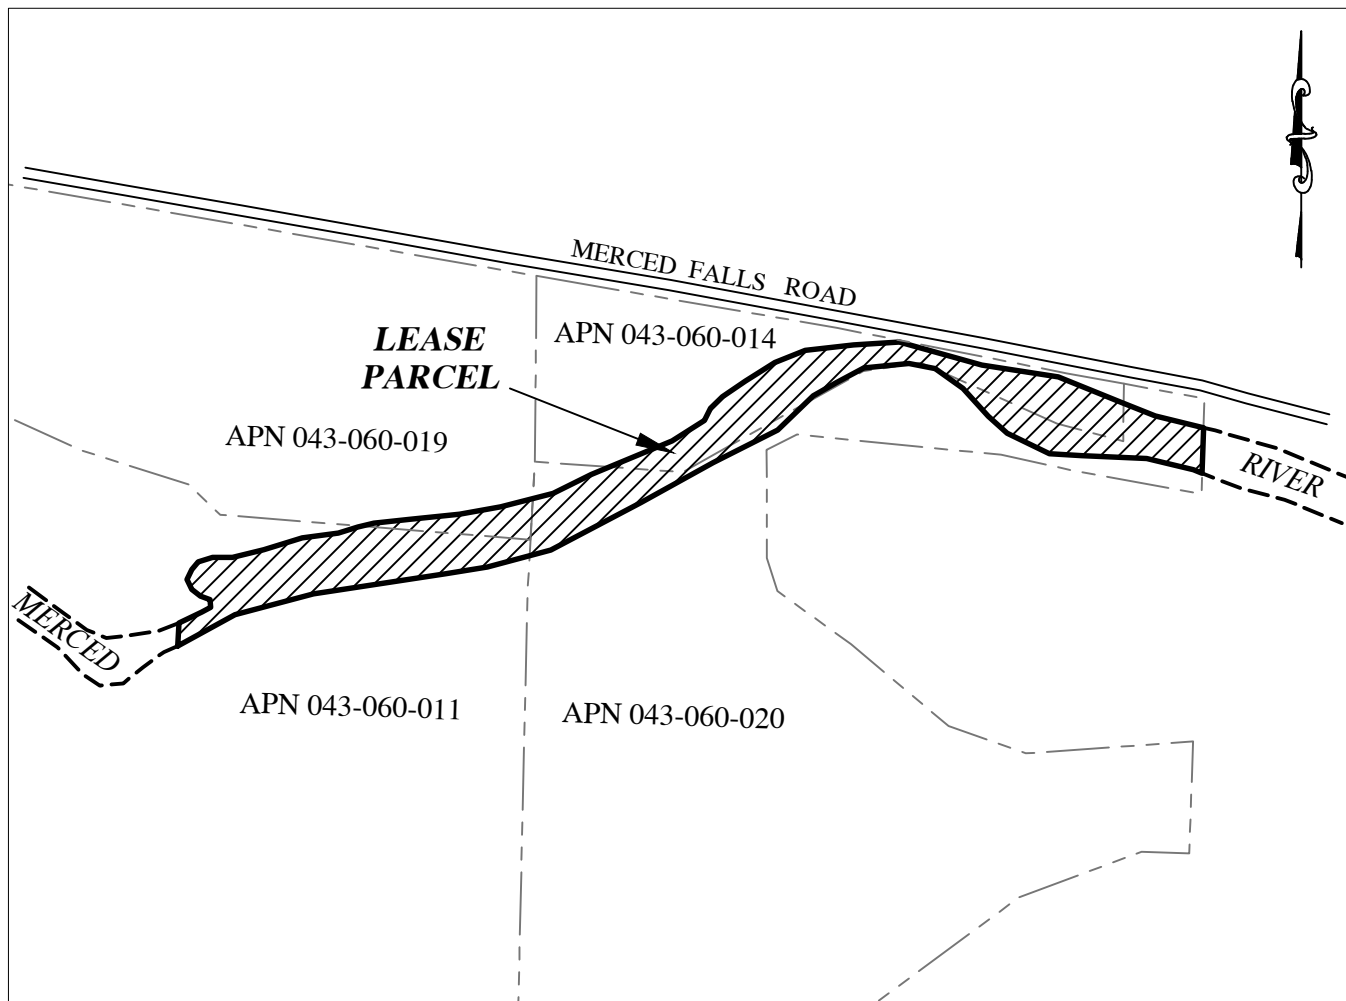 MERCED FALLS ROAD
APN 043-060-014
LEASE
PARCEL
APN 043-060-019
RIVER
MERCED
APN 043-060-011
APN 043-060-020